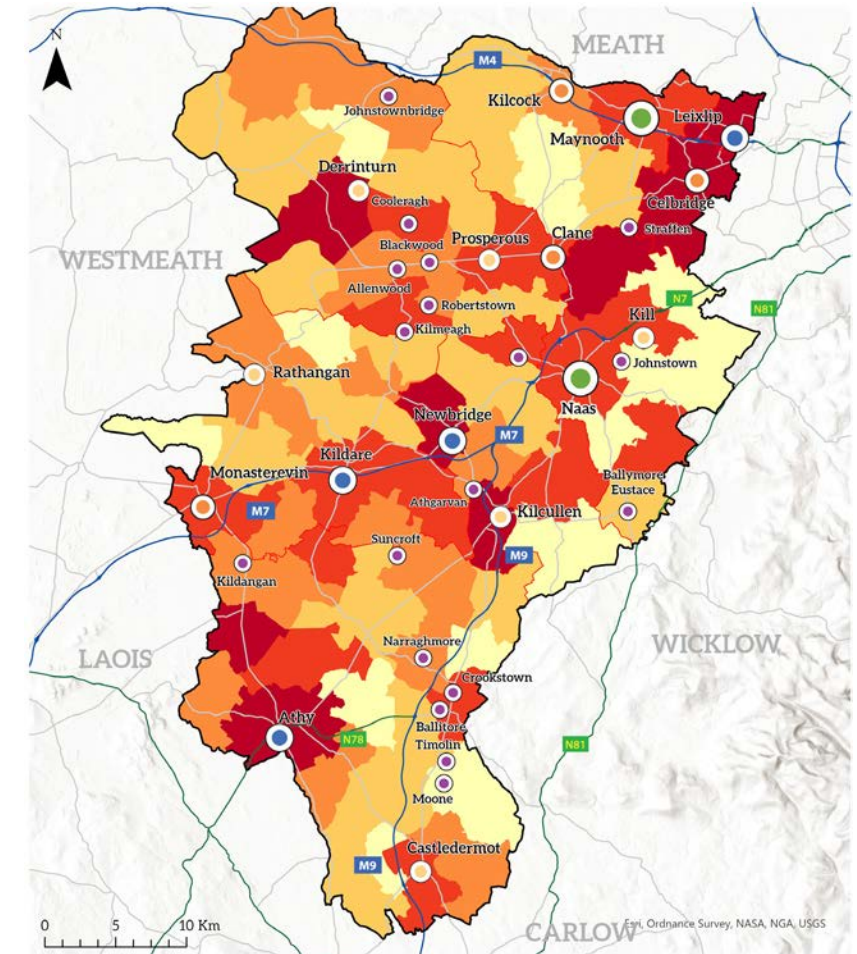 N
MEATH
M4
Kilcock
Johnstownbridge
Leixlip
Maynooth
Derrinturn
Celbridge
Cooleragh
Straffen
Blackwood
Prosperous
Clane
WESTMEATH
Allenwood
N7
Robertstown
N81
Kill
Kilmeagh
Johnstown
Rathangan
Naas
Newbridge
M7
Kildare
Monasterevin
Ballymore
Eustace
Athgarvan
M7
Kilcullen
Suncroft
M9
Kildangan
Narraghmore
WICKLOW
LAOIS
Crookstown
Athy
Ballitore
N78
Timolin
N81
Moone
Castledermot
M9
0 5 10 Km
Esri, Ordnance Survey, NASA, NGA, USGS
CARLOW